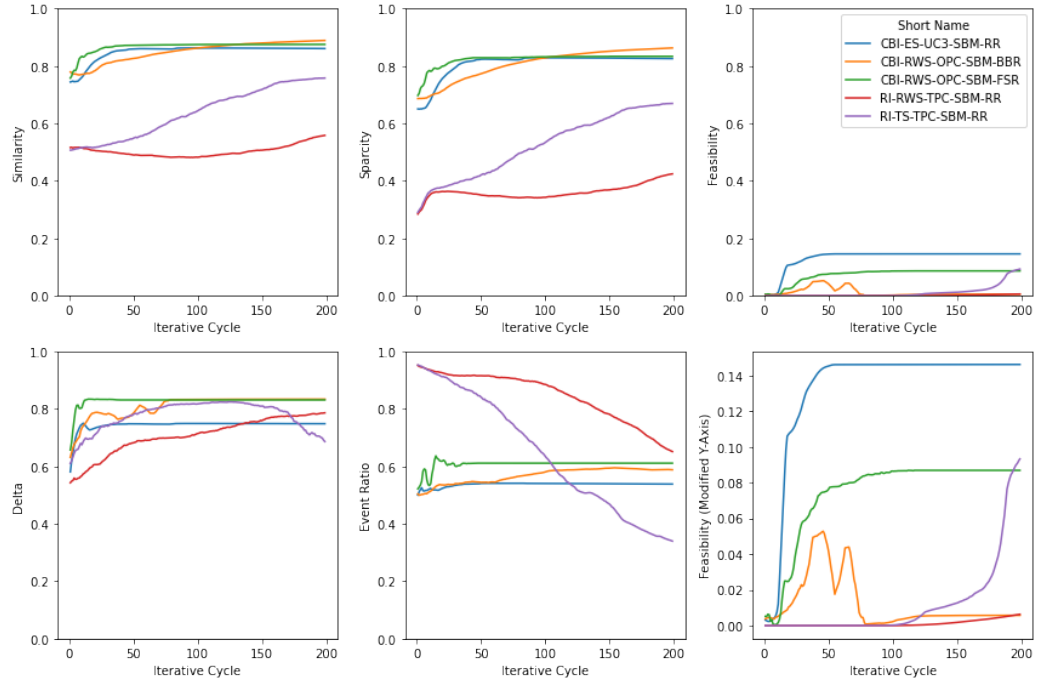 Similarity
1.0
0.8
0.6
0.4
0.2
0.0
0 50 100 150 200
Iterative Cycle
Sparcity
1.0
0.8
0.6
0.4
0.2
0.0
0 50 100 150 200
Iterative Cycle
Feasibility
1.0
0.8
0.6
0.4
0.2
0.0
0 50 100 150 200
Iterative Cycle
Short Name
CBI-ES-UC3-SBM-RR
CBI-RWS-OPC-SBM-BBR
CBI-RWS-OPC-SBM-FSR
RI-RWS-TPC-SBM-RR
RI-TS-TPC-SBM-RR
Delta
1.0
0.8
0.6
0.4
0.2
0.0
0 50 100 150 200
Iterative Cycle
Event Ratio
1.0
0.8
0.6
0.4
0.2
0.0
0 50 100 150 200
Iterative Cycle
Feasibility (Modified Y-Axis)
0.14
0.12
0.10
0.08
0.06
0.04
0.02
0.00
0 50 100 150 200
Iterative Cycle